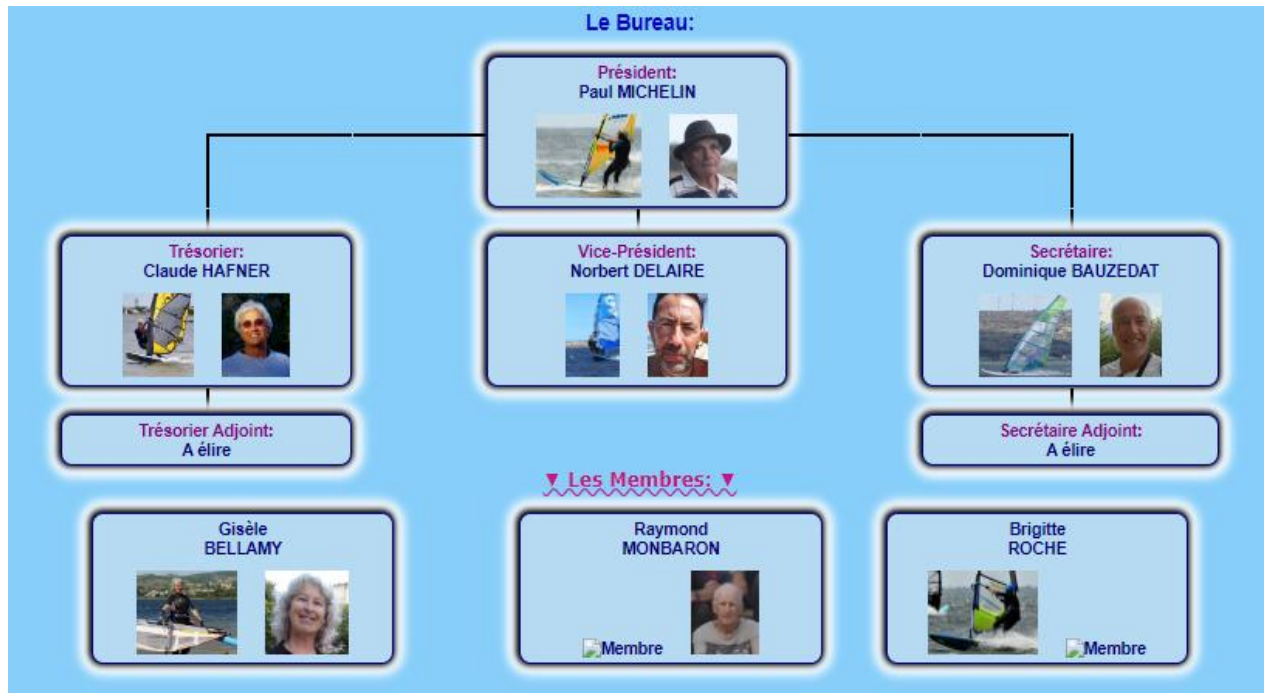 Le Bureau:
Président:
Paul MICHELIN
Trésorier:
Claude HAFNER
Vice-Président:
Norbert DELAIRE
Secrétaire:
Dominique BAUZEDAT
Trésorier Adjoint:
A élire
Secrétaire Adjoint:
A élire
▼ Les Membres: ▼
Gisèle
BELLAMY
Raymond
MONBARON
Membre
Brigitte
ROCHE
Membre